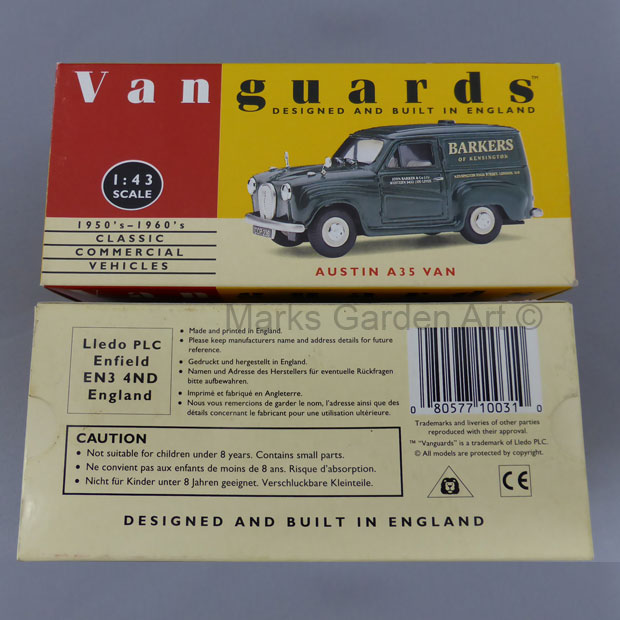 Vanguards™
DESIGNED AND BUILT IN ENGLAND
1:43
SCALE
BARKERS
OF KENSINGTON
1950's-1960's
CLASSIC
COMMERCIAL
VEHICLES
AUSTIN A35 VAN
Marks Garden Art ©
Lledo PLC
Enfield
EN3 4ND
England
• Made and printed in England.
• Please keep manufacturers name and address details for future
reference.
• Gedruckt und hergestellt in England.
• Namen und Adresse des Herstellers für eventuelle Rückfragen
bitte aufbewahren.
• Imprimé et fabriqué en Angleterre.
• Nous vous remercions de garder le nom, l'adresse ainsi que des
détails concernant le fabricant pour une utilisation ultérieure.
0 80577 10031 0
Trademarks and liveries of other parties
reproduced with their approval.
™ "Vanguards" is a trademark of Lledo PLC.
© All models are protected by copyright.
CAUTION
• Not suitable for children under 8 years. Contains small parts.
• Ne convient pas aux enfants de moins de 8 ans. Risque d'absorption.
• Nicht für Kinder unter 8 Jahren geeignet. Verschluckbare Kleinteile.
CE
DESIGNED AND BUILT IN ENGLAND